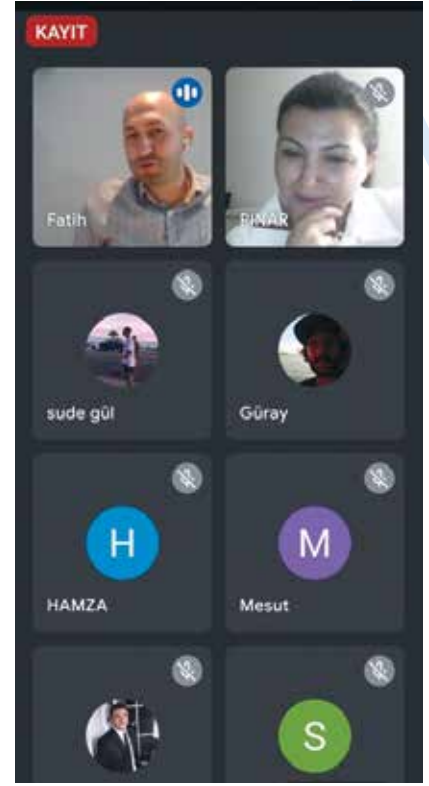 KAYIT
Fatih
PINAR
sude gül
Güray
H
M
HAMZA
Mesut
S